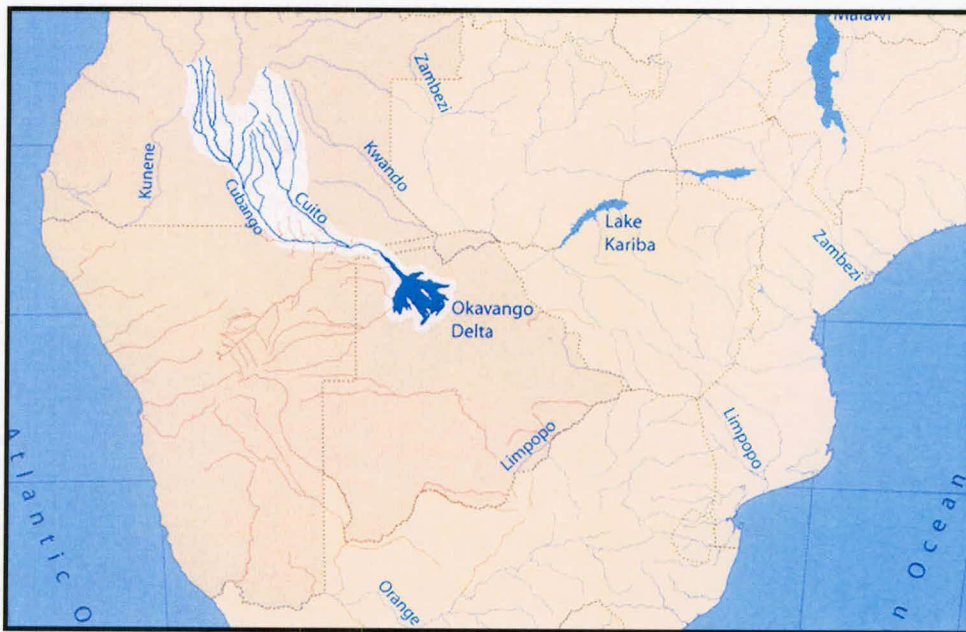 Malawi
Zambezi
Kunene
Kwando
Cubango
Cuito
Lake
Kariba
Zambezi
Okavango
Delta
Limpopo
Limpopo
Atlantic O
n Ocean
Orange